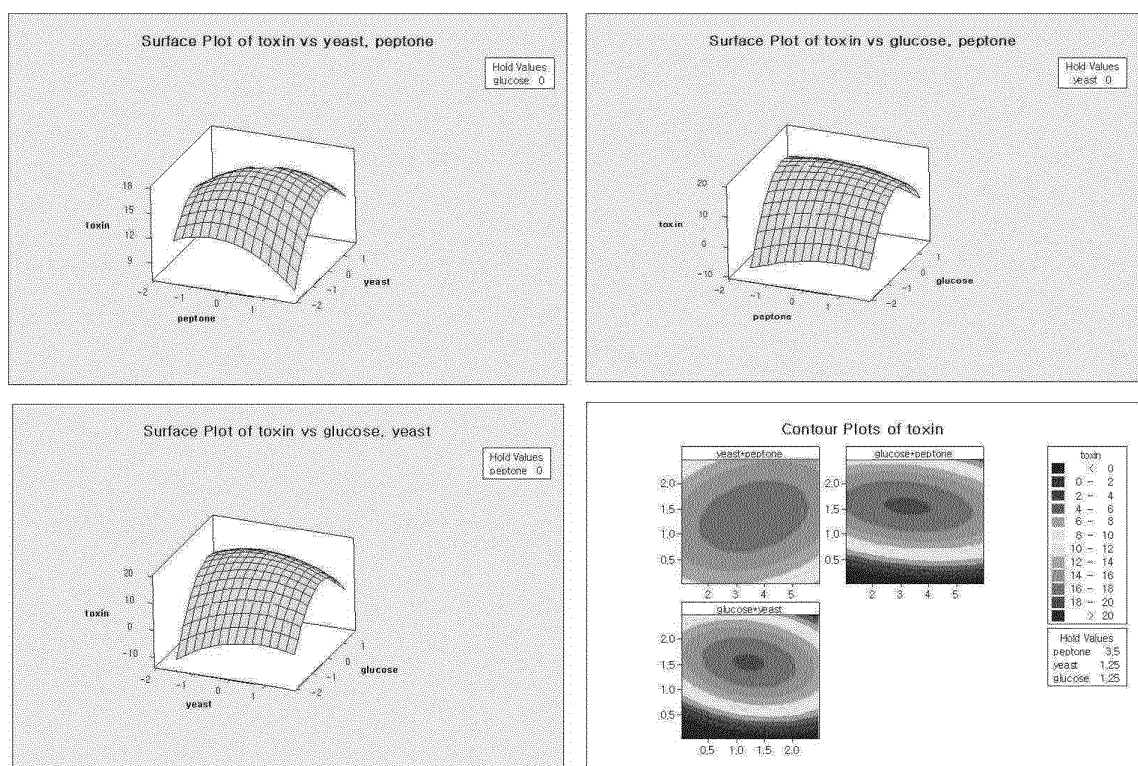 Surface Plot of toxin vs yeast, peptone
Hold Values
glucose 0
18
15
12
9
toxin
-2
-1
0
1
peptone
-2
-1
0
1
yeast
Surface Plot of toxin vs glucose, peptone
Hold Values
yeast 0
20
10
0
-10
toxin
-2
-1
0
1
peptone
-2
-1
0
1
glucose
Surface Plot of toxin vs glucose, yeast
Hold Values
peptone 0
20
10
0
-10
toxin
-2
-1
0
1
yeast
-2
-1
0
1
glucose
Contour Plots of toxin
yeast*peptone
2.0
1.5
1.0
0.5
2 3 4 5
glucose*peptone
2.0
1.5
1.0
0.5
2 3 4 5
glucose*yeast
2.0
1.5
1.0
0.5
0.5 1.0 1.5 2.0
toxin
< 0
0 - 2
2 - 4
4 - 6
6 - 8
8 - 10
10 - 12
12 - 14
14 - 16
16 - 18
18 - 20
> 20
Hold Values
peptone 3.5
yeast 1.25
glucose 1.25